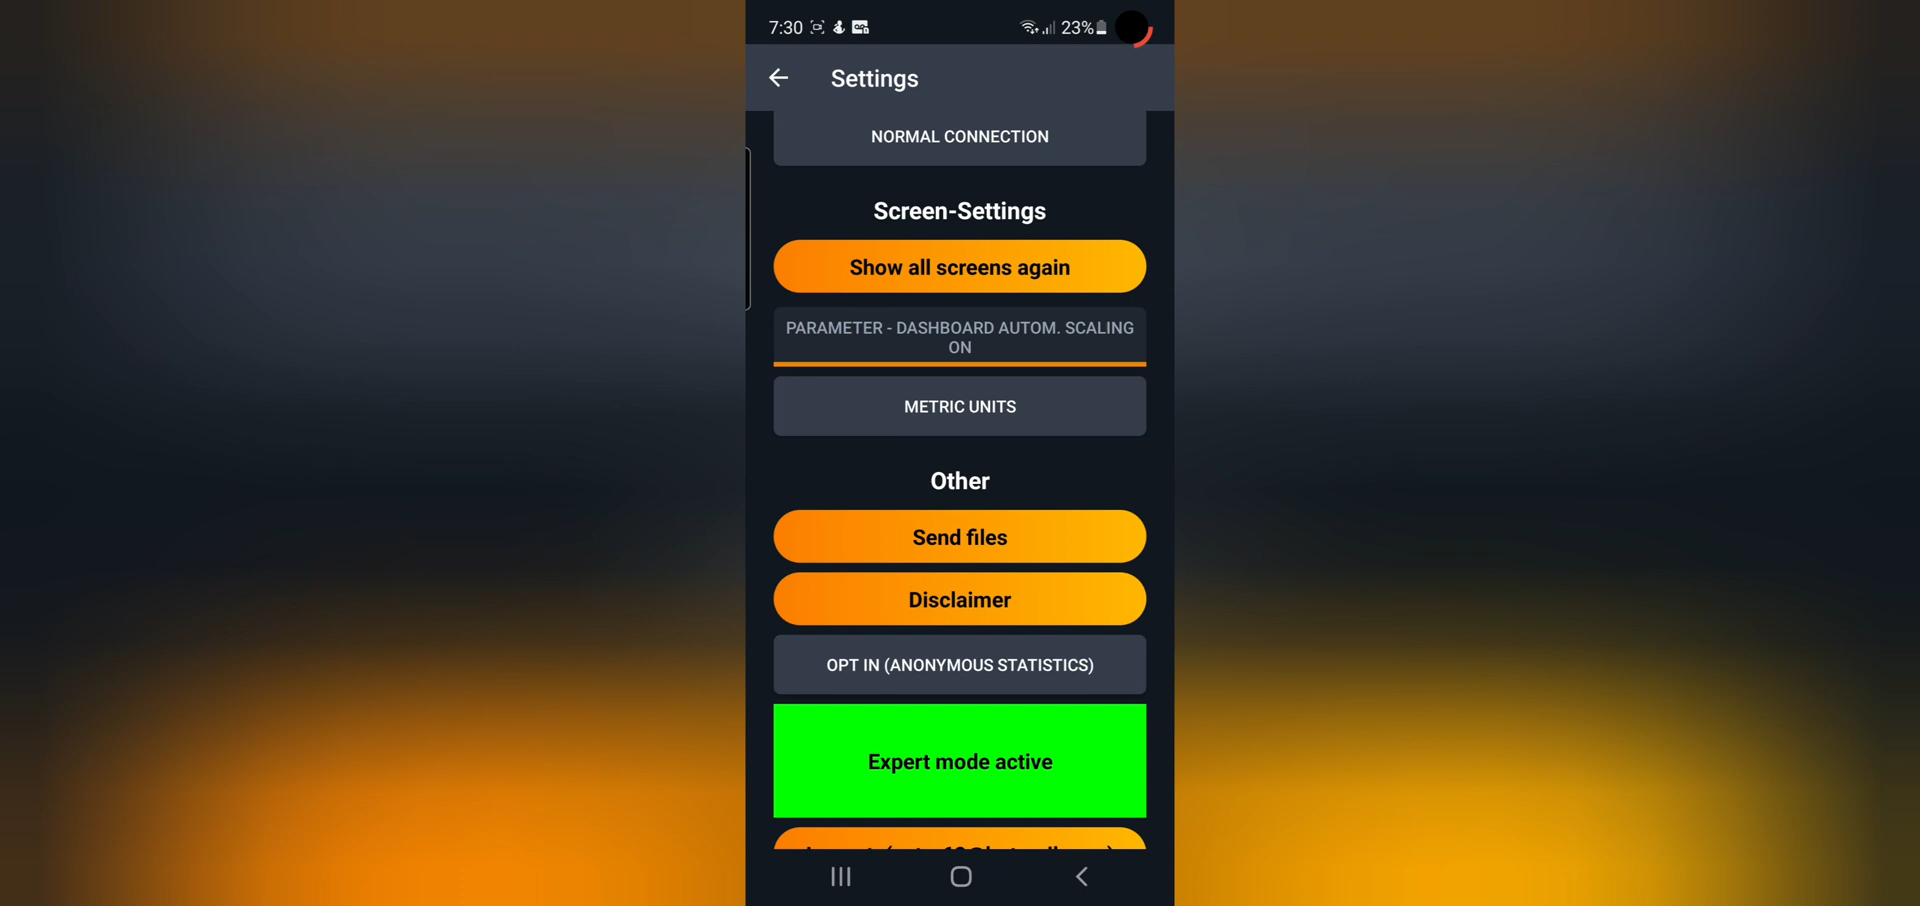 7:30
23%
Settings
NORMAL CONNECTION
Screen-Settings
Show all screens again
PARAMETER - DASHBOARD AUTOM. SCALING
ON
METRIC UNITS
Other
Send files
Disclaimer
OPT IN (ANONYMOUS STATISTICS)
Expert mode active